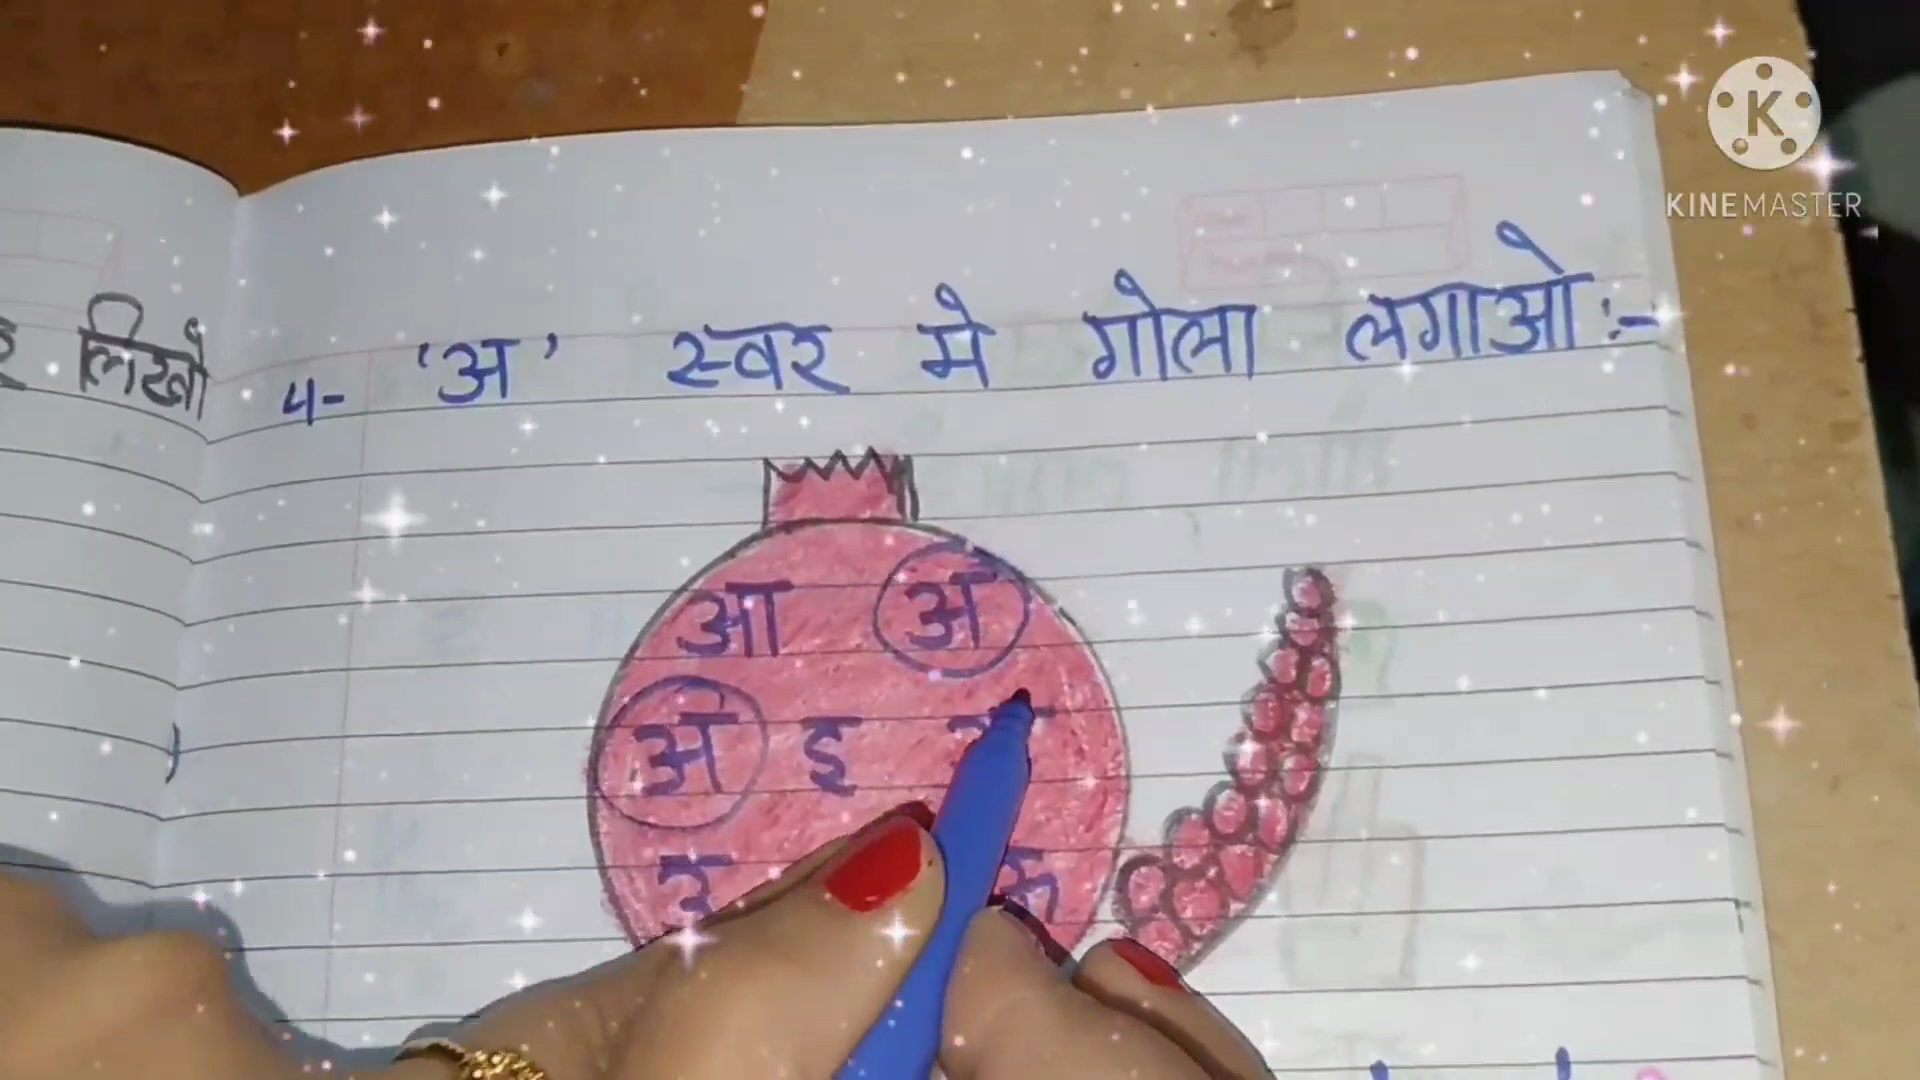 लिखो
4- 'अ' स्वर मे गोला लगाओ :-
आ अ
अ इ
उ
KINEMASTER